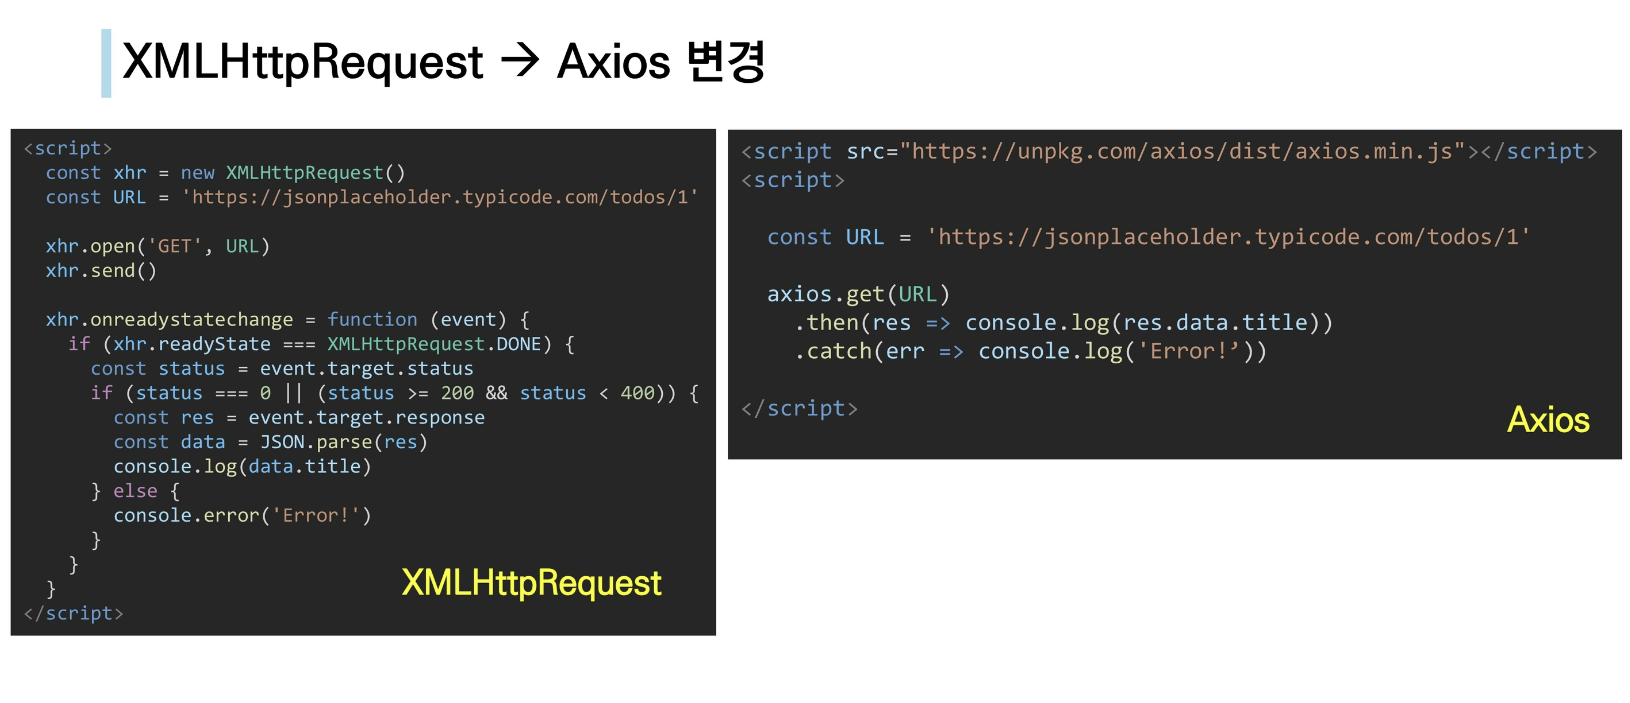 XMLHttpRequest → Axios 변경
<script>
  const xhr = new XMLHttpRequest()
  const URL = 'https://jsonplaceholder.typicode.com/todos/1'
  xhr.open('GET', URL)
  xhr.send()
  xhr.onreadystatechange = function (event) {
    if (xhr.readyState === XMLHttpRequest.DONE) {
      const status = event.target.status
      if (status === 0 || (status >= 200 && status < 400)) {
        const res = event.target.response
        const data = JSON.parse(res)
        console.log(data.title)
      } else {
        console.error('Error!')
      }
    }
  }
</script>
XMLHttpRequest
<script src="https://unpkg.com/axios/dist/axios.min.js"></script>
<script>
  const URL = 'https://jsonplaceholder.typicode.com/todos/1'
  axios.get(URL)
    .then(res => console.log(res.data.title))
    .catch(err => console.log('Error!’))
</script>
Axios